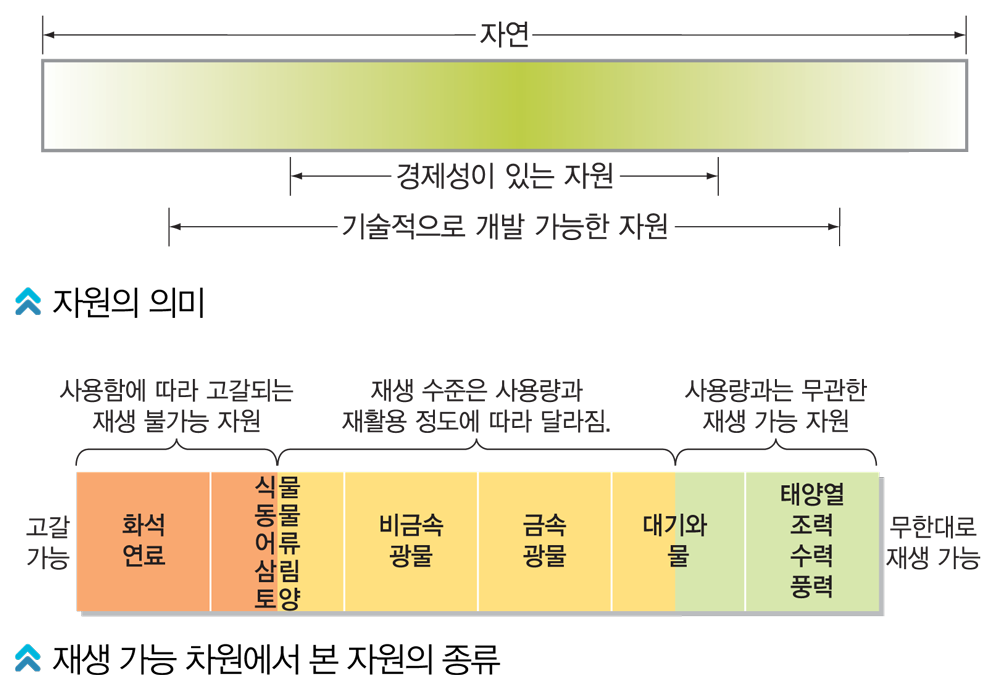 자연
경제성이 있는 자원
기술적으로 개발 가능한 자원
자원의 의미
사용함에 따라 고갈되는
재생 불가능 자원
재생 수준은 사용량과
재활용 정도에 따라 달라짐.
사용량과는 무관한
재생 가능 자원
고갈
가능
화석
연료
식물
동물
어류
삼림
토양
비금속
광물
금속
광물
대기와
물
태양열
조력
수력
풍력
무한대로
재생 가능
재생 가능 차원에서 본 자원의 종류